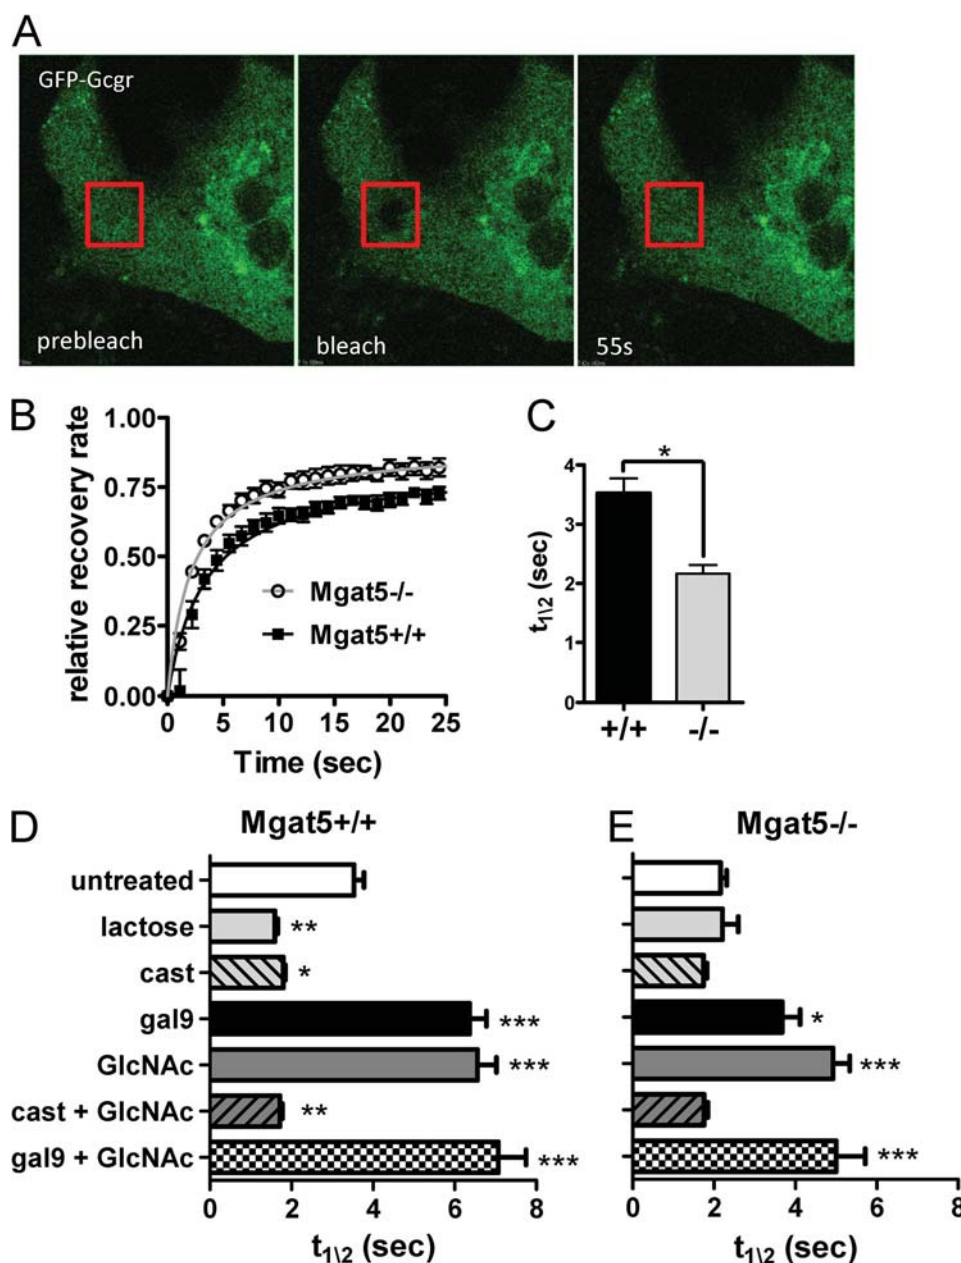 A
GFP-Gcgr
prebleach
bleach
55s
B
relative recovery rate
1.00
0.75
0.50
0.25
0.00
0 5 10 15 20 25
Time (sec)
Mgat5-/-
Mgat5+/+
C
*
t1\2 (sec)
4
3
2
1
0
+/+ -/-
D
Mgat5+/+
untreated
lactose **
cast *
gal9 ***
GlcNAc ***
cast + GlcNAc **
gal9 + GlcNAc ***
0 2 4 6 8
t1\2 (sec)
E
Mgat5-/-
*
***
***
0 2 4 6 8
t1\2 (sec)